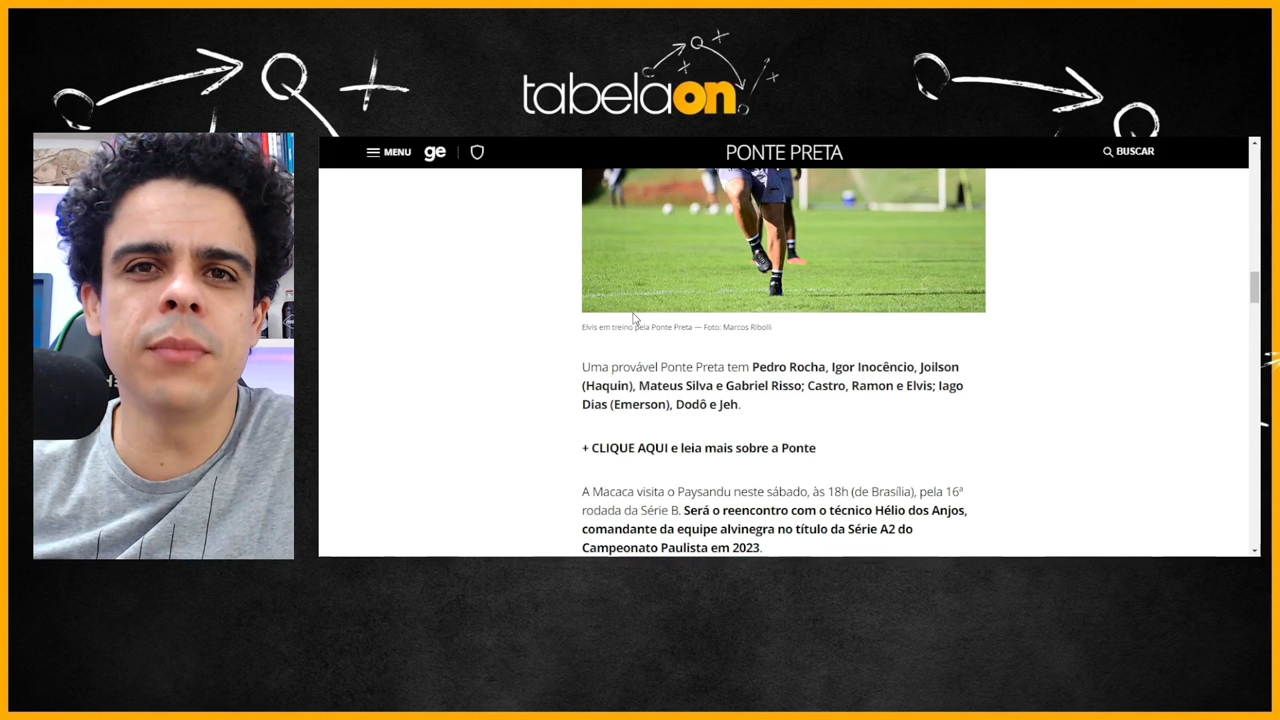 tabelaon
MENU
ge
PONTE PRETA
BUSCAR
Elvis em treino pela Ponte Preta — Foto: Marcos Ribolli
Uma provável Ponte Preta tem Pedro Rocha, Igor Inocêncio, Joilson
(Haquin), Mateus Silva e Gabriel Risso; Castro, Ramon e Elvis; Iago
Dias (Emerson), Dodô e Jeh.
+ CLIQUE AQUI e leia mais sobre a Ponte
A Macaca visita o Paysandu neste sábado, às 18h (de Brasília), pela 16ª
rodada da Série B. Será o reencontro com o técnico Hélio dos Anjos,
comandante da equipe alvinegra no título da Série A2 do
Campeonato Paulista em 2023.